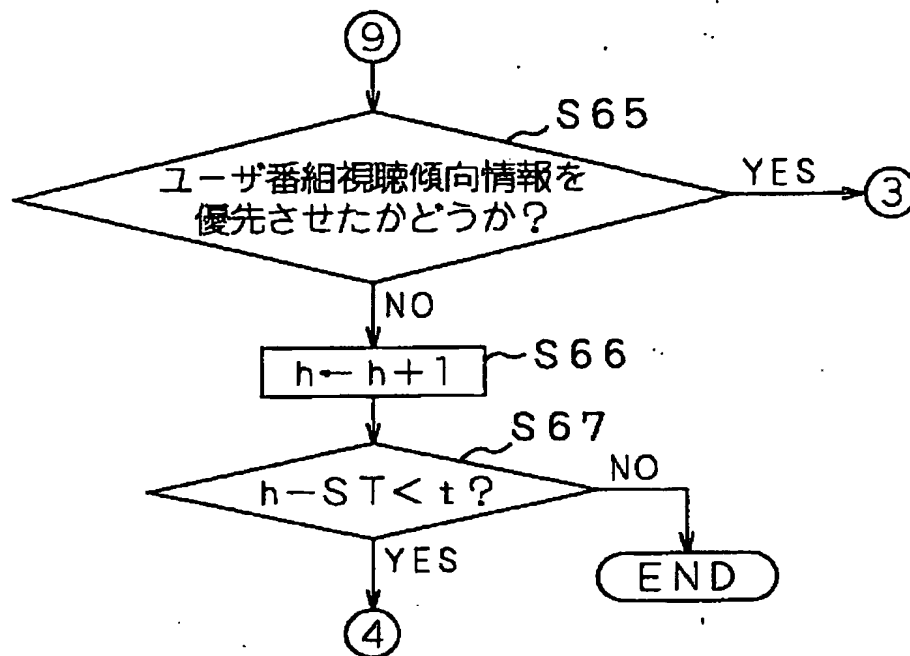 ⑨
S65
ユーザ番組視聴傾向情報を
優先させたかどうか?
YES
③
NO
h←h+1
S66
S67
h-ST<t?
NO
YES
END
④